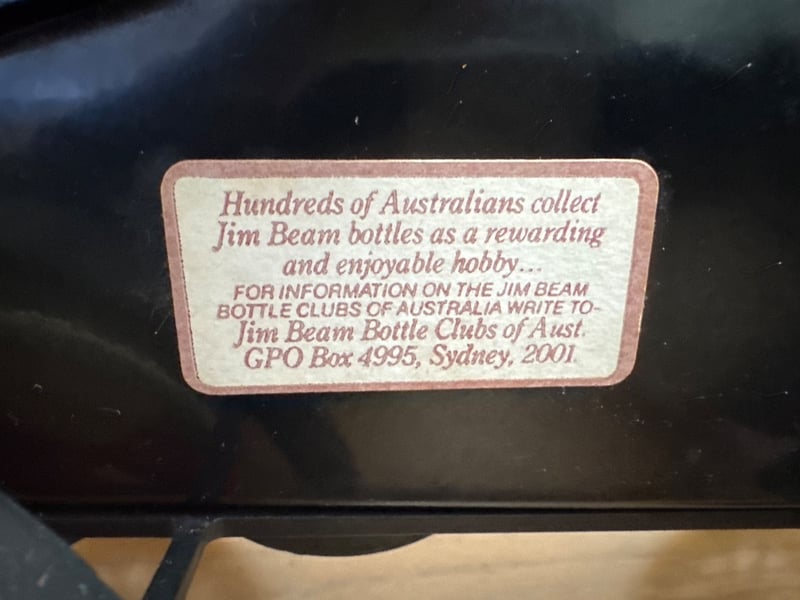 Hundreds of Australians collect
Jim Beam bottles as a rewarding
and enjoyable hobby...
FOR INFORMATION ON THE JIM BEAM
BOTTLE CLUBS OF AUSTRALIA WRITE TO-
Jim Beam Bottle Clubs of Aust.
GPO Box 4995, Sydney, 2001.